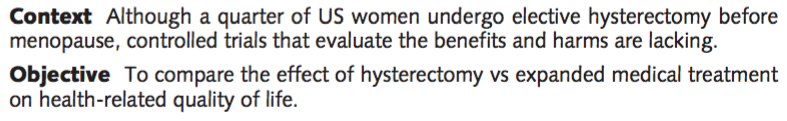 Context Although a quarter of US women undergo elective hysterectomy before
menopause, controlled trials that evaluate the benefits and harms are lacking.
Objective To compare the effect of hysterectomy vs expanded medical treatment
on health-related quality of life.